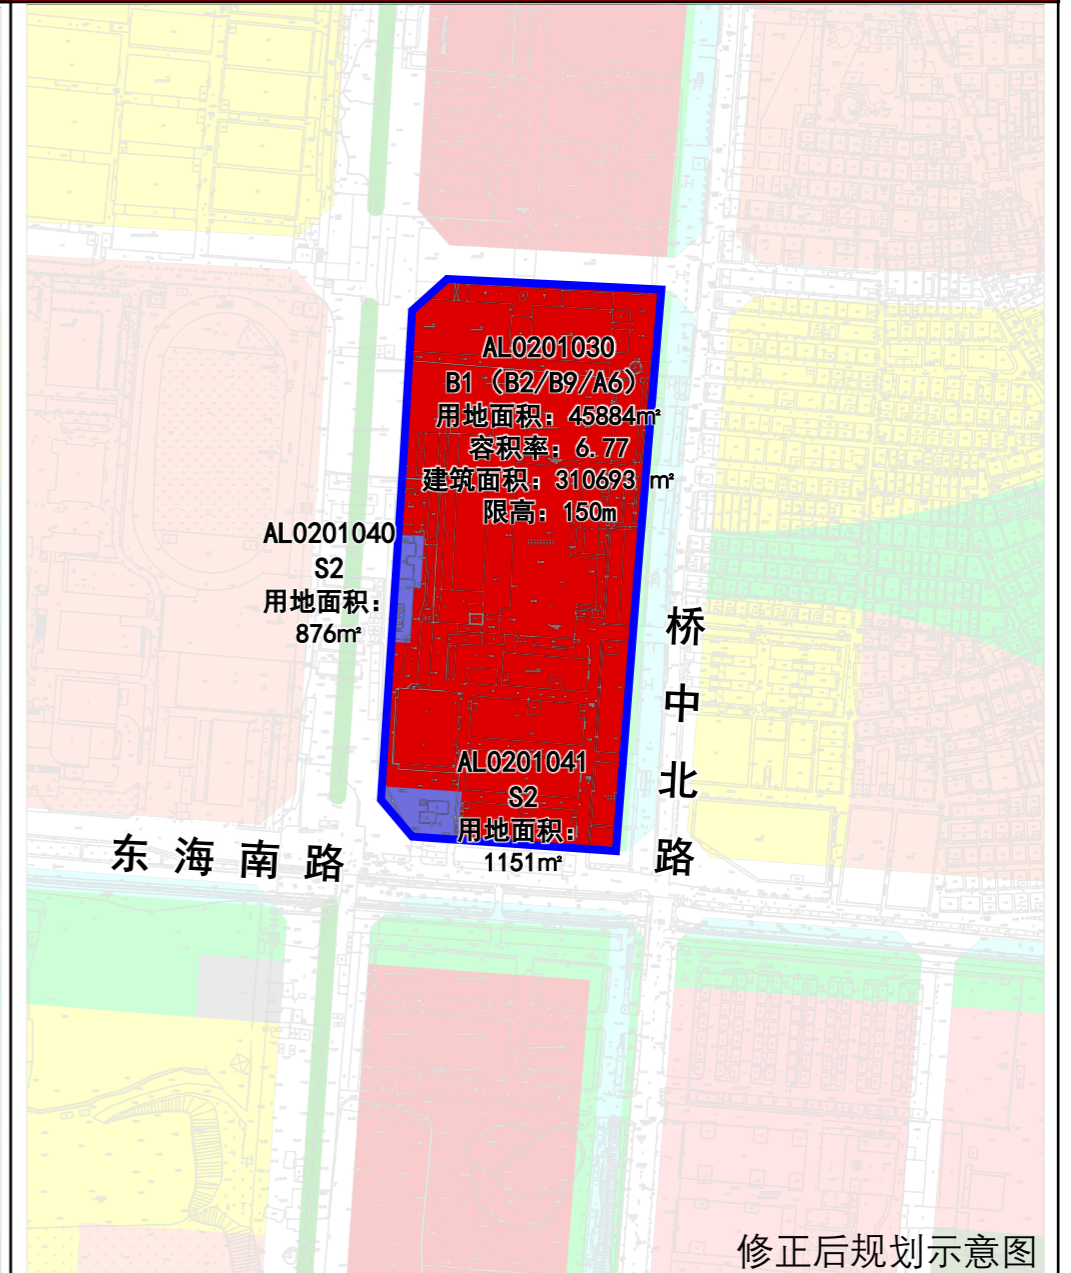 AL0201030
B1（B2/B9/A6）
用地面积：45884㎡
容积率：6.77
建筑面积：310693 ㎡
限高：150m
AL0201040
S2
用地面积：
876㎡
桥中北路
AL0201041
S2
用地面积：
1151㎡
东海南路
修正后规划示意图